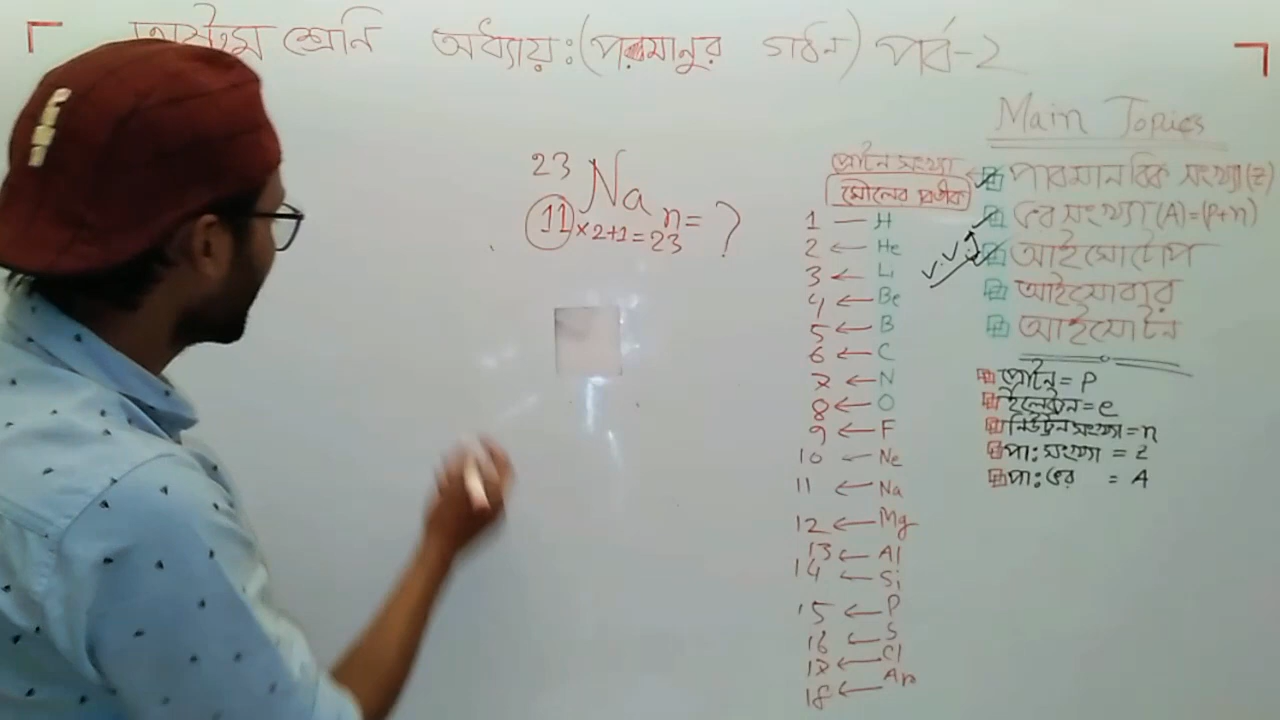 অষ্টম শ্রেনি অধ্যায়ঃ (পরমানুর গঠন) পর্ব-২
Main Topics
পারমানবিক সংখ্যা (z)
ভর সংখ্যা (A) = (P+n)
আইসোটোপ
আইসোবার
আইসোটন
প্রোটন = P
ইলেকট্রন = e
নিউট্রন সংখ্যা = n
পাঃ সংখ্যা = z
পাঃ ভর = A
23 Na
11 ×2+1=23 n= ?
প্রোটন সংখ্যা
মৌলের প্রতীক
1 — H
2 ← He
3 ← Li
4 ← Be
5 ← B
6 ← C
7 ← N
8 ← O
9 ← F
10 ← Ne
11 ← Na
12 ← Mg
13 ← Al
14 ← Si
15 ← P
16 ← S
17 ← Cl
18 ← Ar